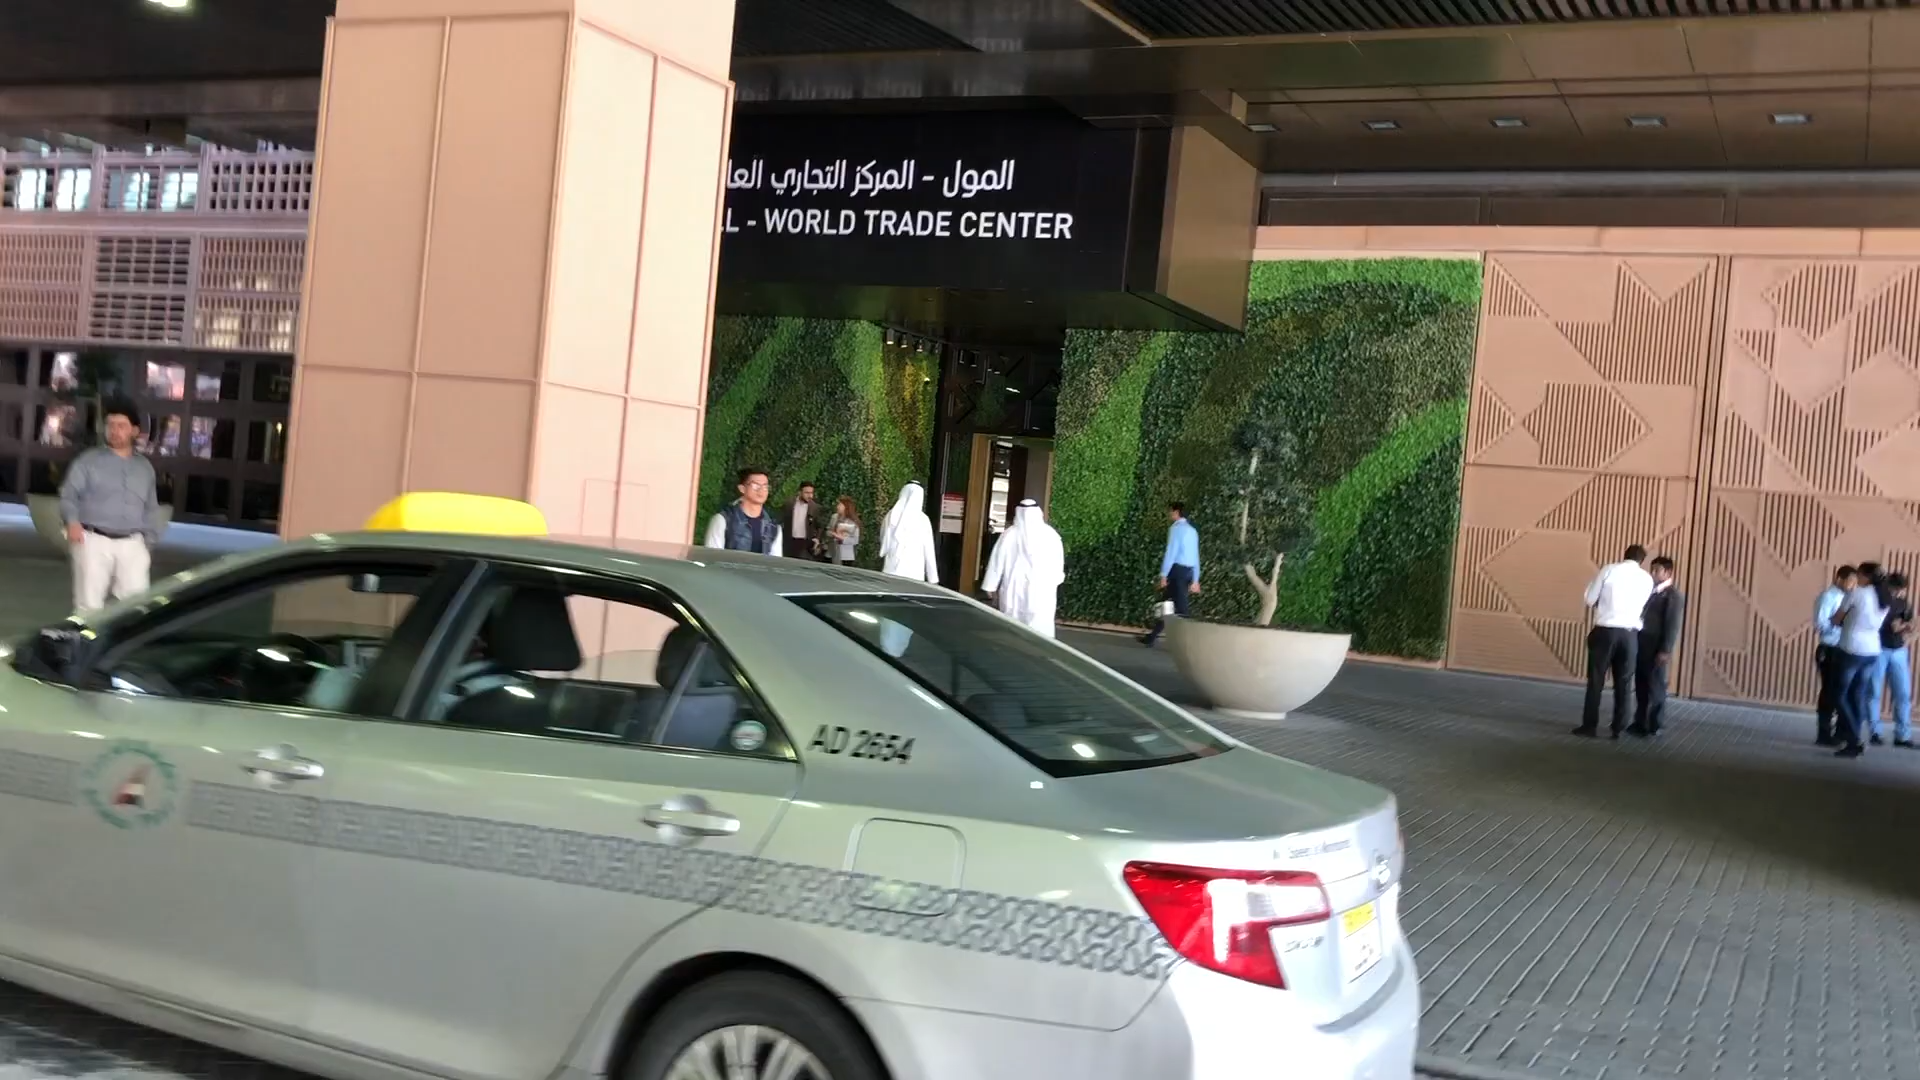 المول - المركز التجاري العا
L - WORLD TRADE CENTER
AD 2654